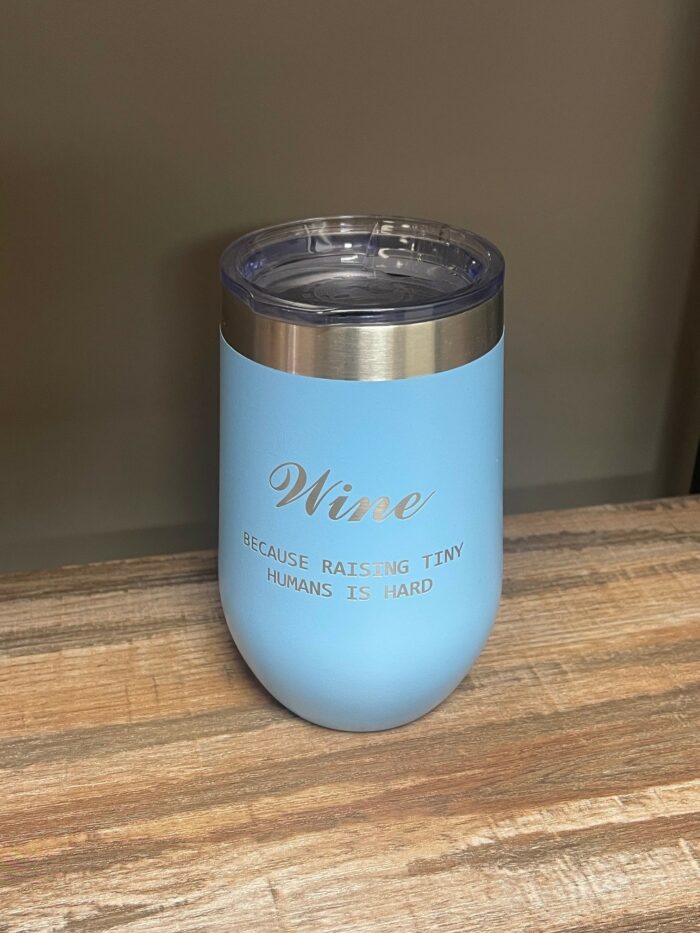 Wine
BECAUSE RAISING TINY
HUMANS IS HARD